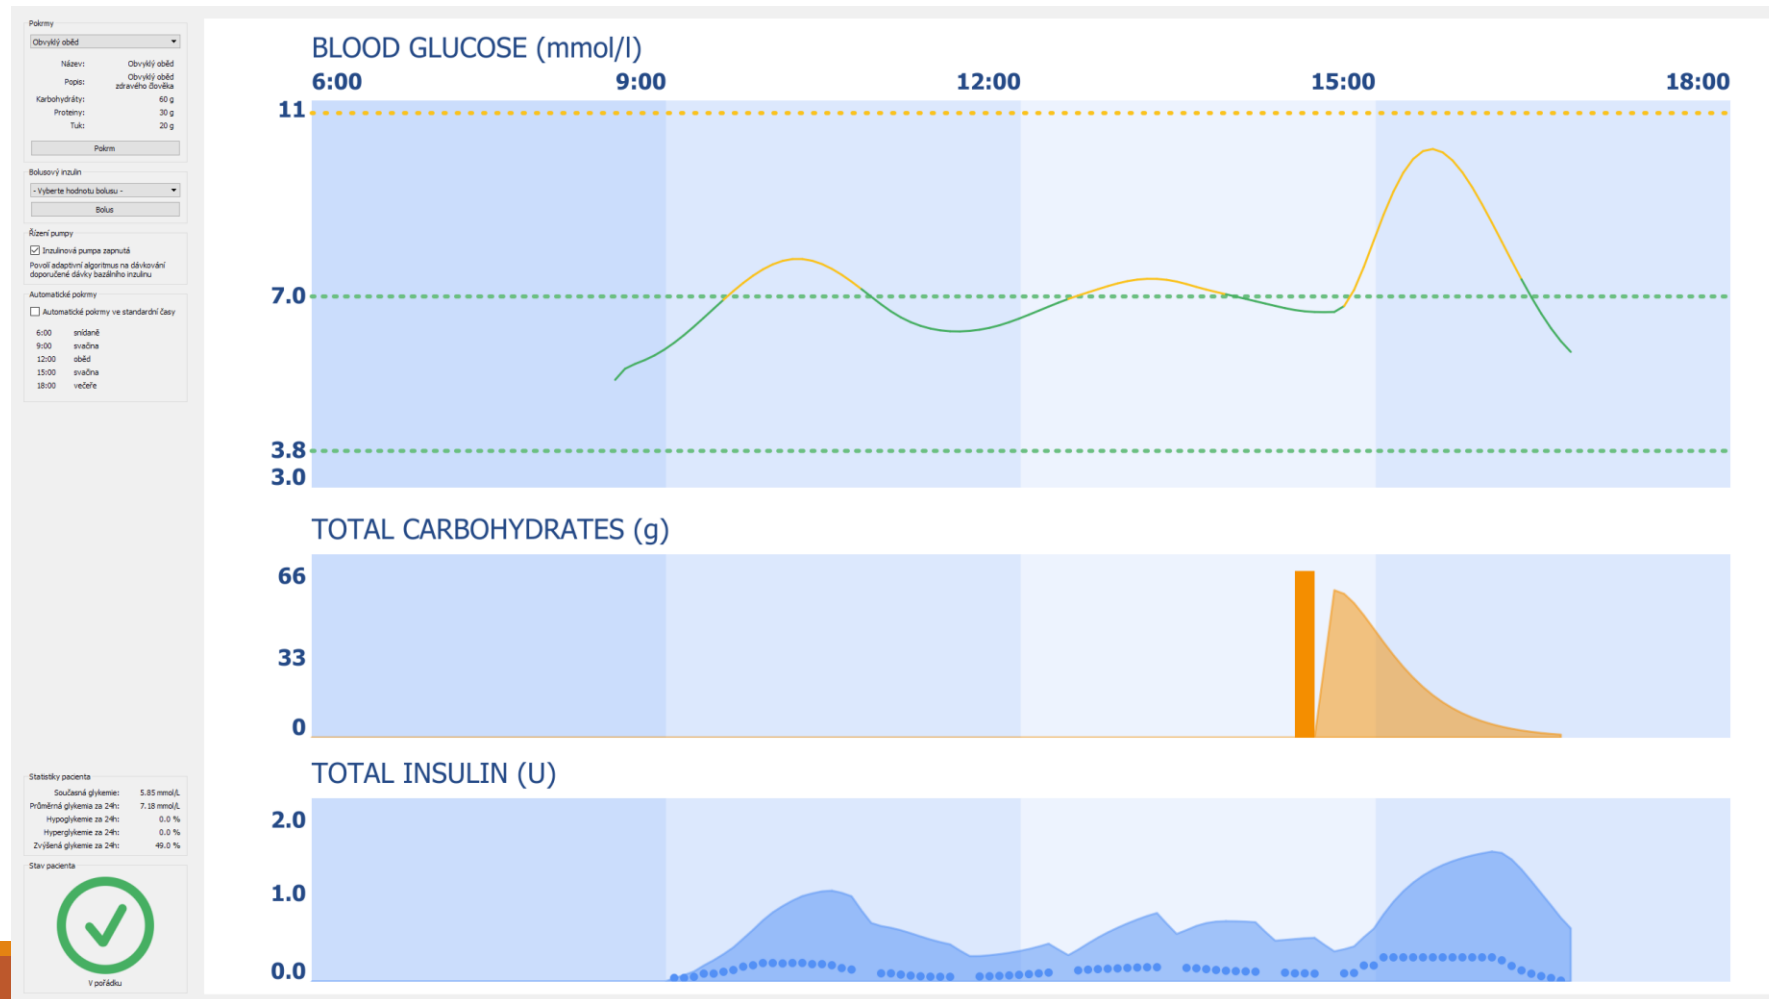 Pokrmy
Obvyklý oběd
Název: Obvyklý oběd
Popis: Obvyklý oběd
zdravého člověka
Karbohydráty: 60 g
Proteiny: 30 g
Tuk: 20 g
Pokrm
Bolusový inzulin
- Vyberte hodnotu bolusu -
Bolus
Řízení pumpy
Inzulinová pumpa zapnutá
Povolí adaptivní algoritmus na dávkování
doporučené dávky bazálního inzulinu
Automatické pokrmy
Automatické pokrmy ve standardní časy
6:00 snídaně
9:00 svačina
12:00 oběd
15:00 svačina
18:00 večeře
Statistiky pacienta
Současná glykemie: 5.85 mmol/L
Průměrná glykemia za 24h: 7.18 mmol/L
Hypoglykemie za 24h: 0.0 %
Hyperglykemie za 24h: 0.0 %
Zvýšená glykemie za 24h: 49.0 %
Stav pacienta
V pořádku
BLOOD GLUCOSE (mmol/l)
6:00 9:00 12:00 15:00 18:00
11
7.0
3.8
3.0
TOTAL CARBOHYDRATES (g)
66
33
0
TOTAL INSULIN (U)
2.0
1.0
0.0